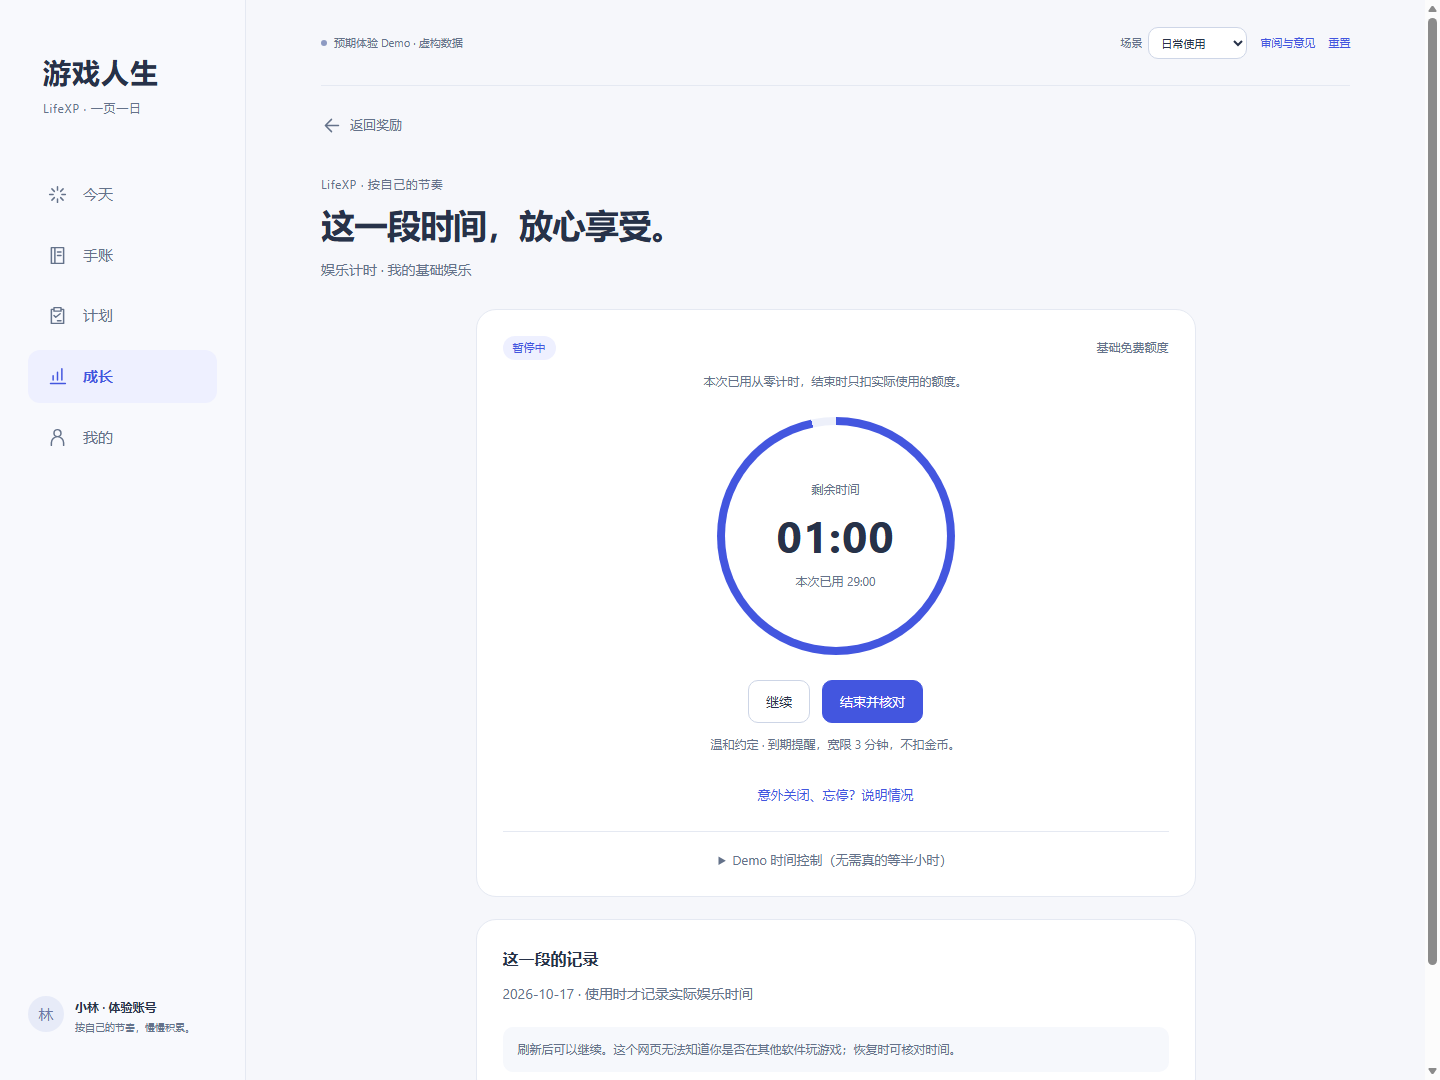 游戏人生
LifeXP · 一页一日
今天
手账
计划
成长
我的
林
小林 · 体验账号
按自己的节奏，慢慢积累。
预期体验 Demo · 虚构数据
场景
日常使用
审阅与意见
重置
返回奖励
LifeXP · 按自己的节奏
这一段时间，放心享受。
娱乐计时 · 我的基础娱乐
暂停中
基础免费额度
本次已用从零计时，结束时只扣实际使用的额度。
剩余时间
01:00
本次已用 29:00
继续
结束并核对
温和约定 · 到期提醒，宽限 3 分钟，不扣金币。
意外关闭、忘停？说明情况
Demo 时间控制（无需真的等半小时）
这一段的记录
2026-10-17 · 使用时才记录实际娱乐时间
刷新后可以继续。这个网页无法知道你是否在其他软件玩游戏；恢复时可核对时间。